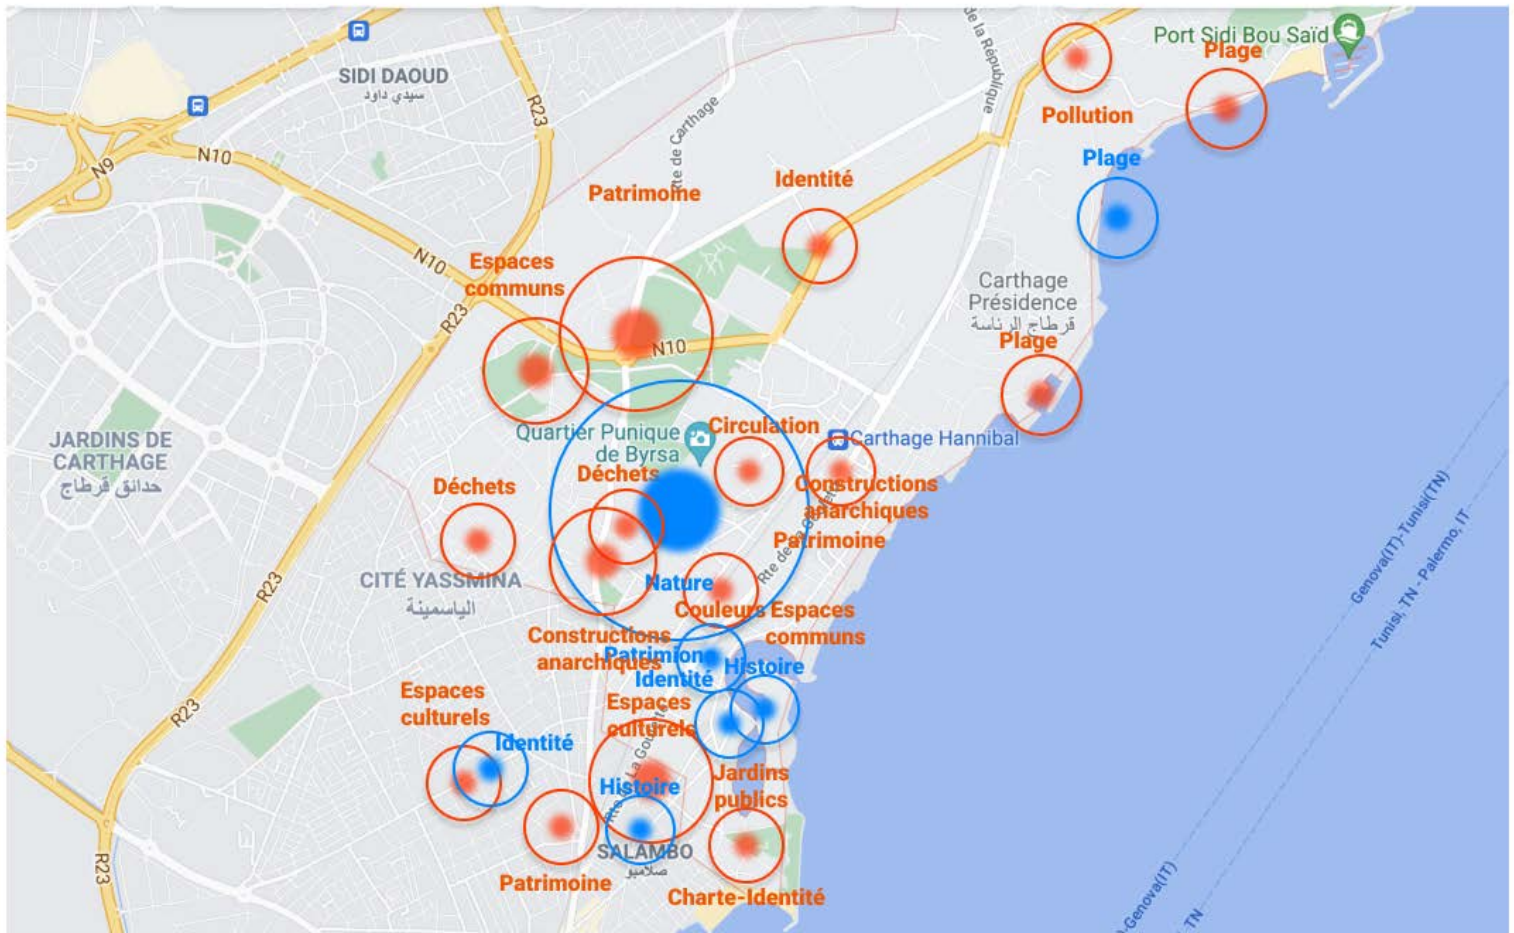 de la République
Port Sidi Bou Saïd
Plage
SIDI DAOUD
سيدي داود
R23
Rte de Carthage
Pollution
N10
N9
Plage
Patrimoine
Identité
N10
Espaces
communs
Carthage
Présidence
قرطاج الرئاسة
R23
N10
Plage
Circulation
Quartier Punique
de Byrsa
Carthage Hannibal
JARDINS DE
CARTHAGE
حدائق قرطاج
Déchets
Déchets
Constructions
anarchiques
Genova(IT)-Tunisi(TN)
Tunisi, TN - Palermo, IT
Patrimoine
CITÉ YASSMINA
الياسمينة
R23
Nature
Couleurs
Espaces
communs
Constructions
anarchiques
Patrimione
Identité
Histoire
Espaces
culturels
R23
Espaces
culturels
Identité
Jardins
publics
Histoire
SALAMBO
صلامبو
R23
Patrimoine
Charte-Identité
-Genova(IT)
, TN